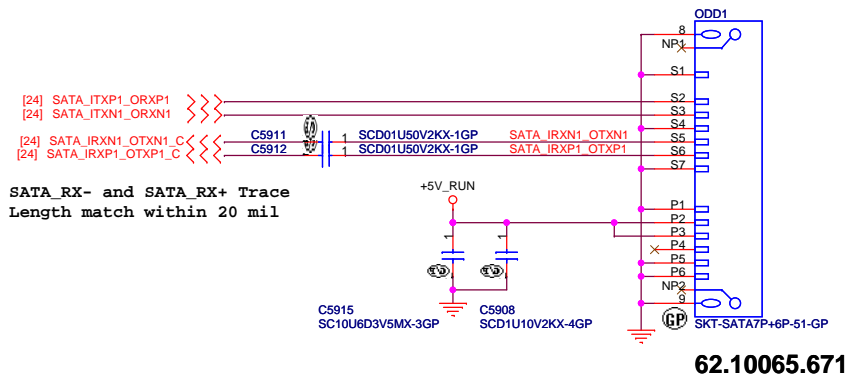 ODD1
8
NP1
S1
[24] SATA_ITXP1_ORXP1 S2
[24] SATA_ITXN1_ORXN1 S3
S4
[24] SATA_IRXN1_OTXN1_C C5911 1 SCD01U50V2KX-1GP SATA_IRXN1_OTXN1 S5
[24] SATA_IRXP1_OTXP1_C C5912 1 SCD01U50V2KX-1GP SATA_IRXP1_OTXP1 S6
S7
SATA_RX- and SATA_RX+ Trace
Length match within 20 mil
+5V_RUN
P1
P2
1 1 P3
P4
P5
P6
NP2
9
C5915 C5908
SC10U6D3V5MX-3GP SCD1U10V2KX-4GP GP SKT-SATA7P+6P-51-GP
62.10065.671